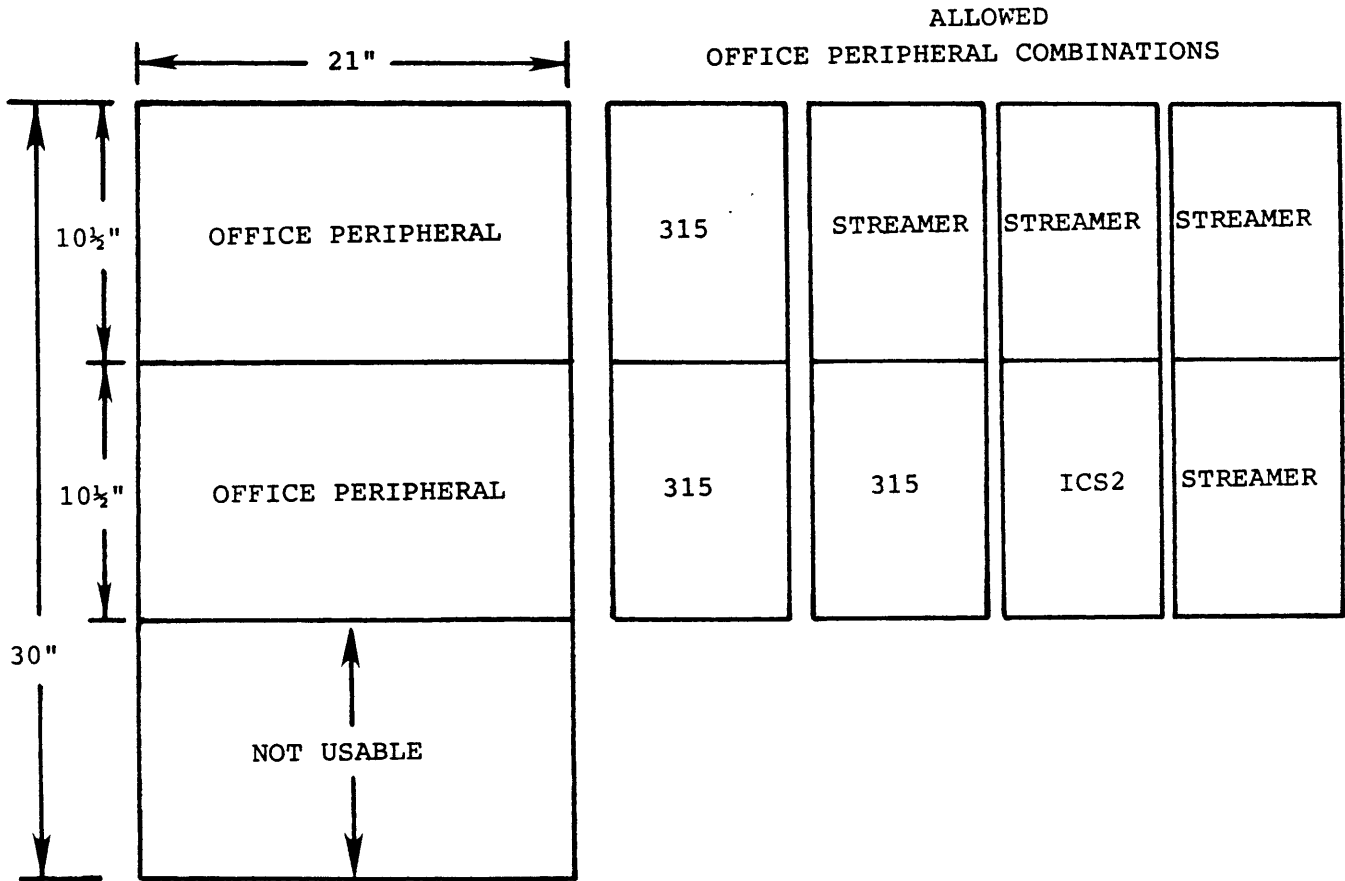 ALLOWED
OFFICE PERIPHERAL COMBINATIONS
21"
10½"
OFFICE PERIPHERAL
315
STREAMER
STREAMER
STREAMER
10½"
OFFICE PERIPHERAL
315
315
ICS2
STREAMER
30"
NOT USABLE